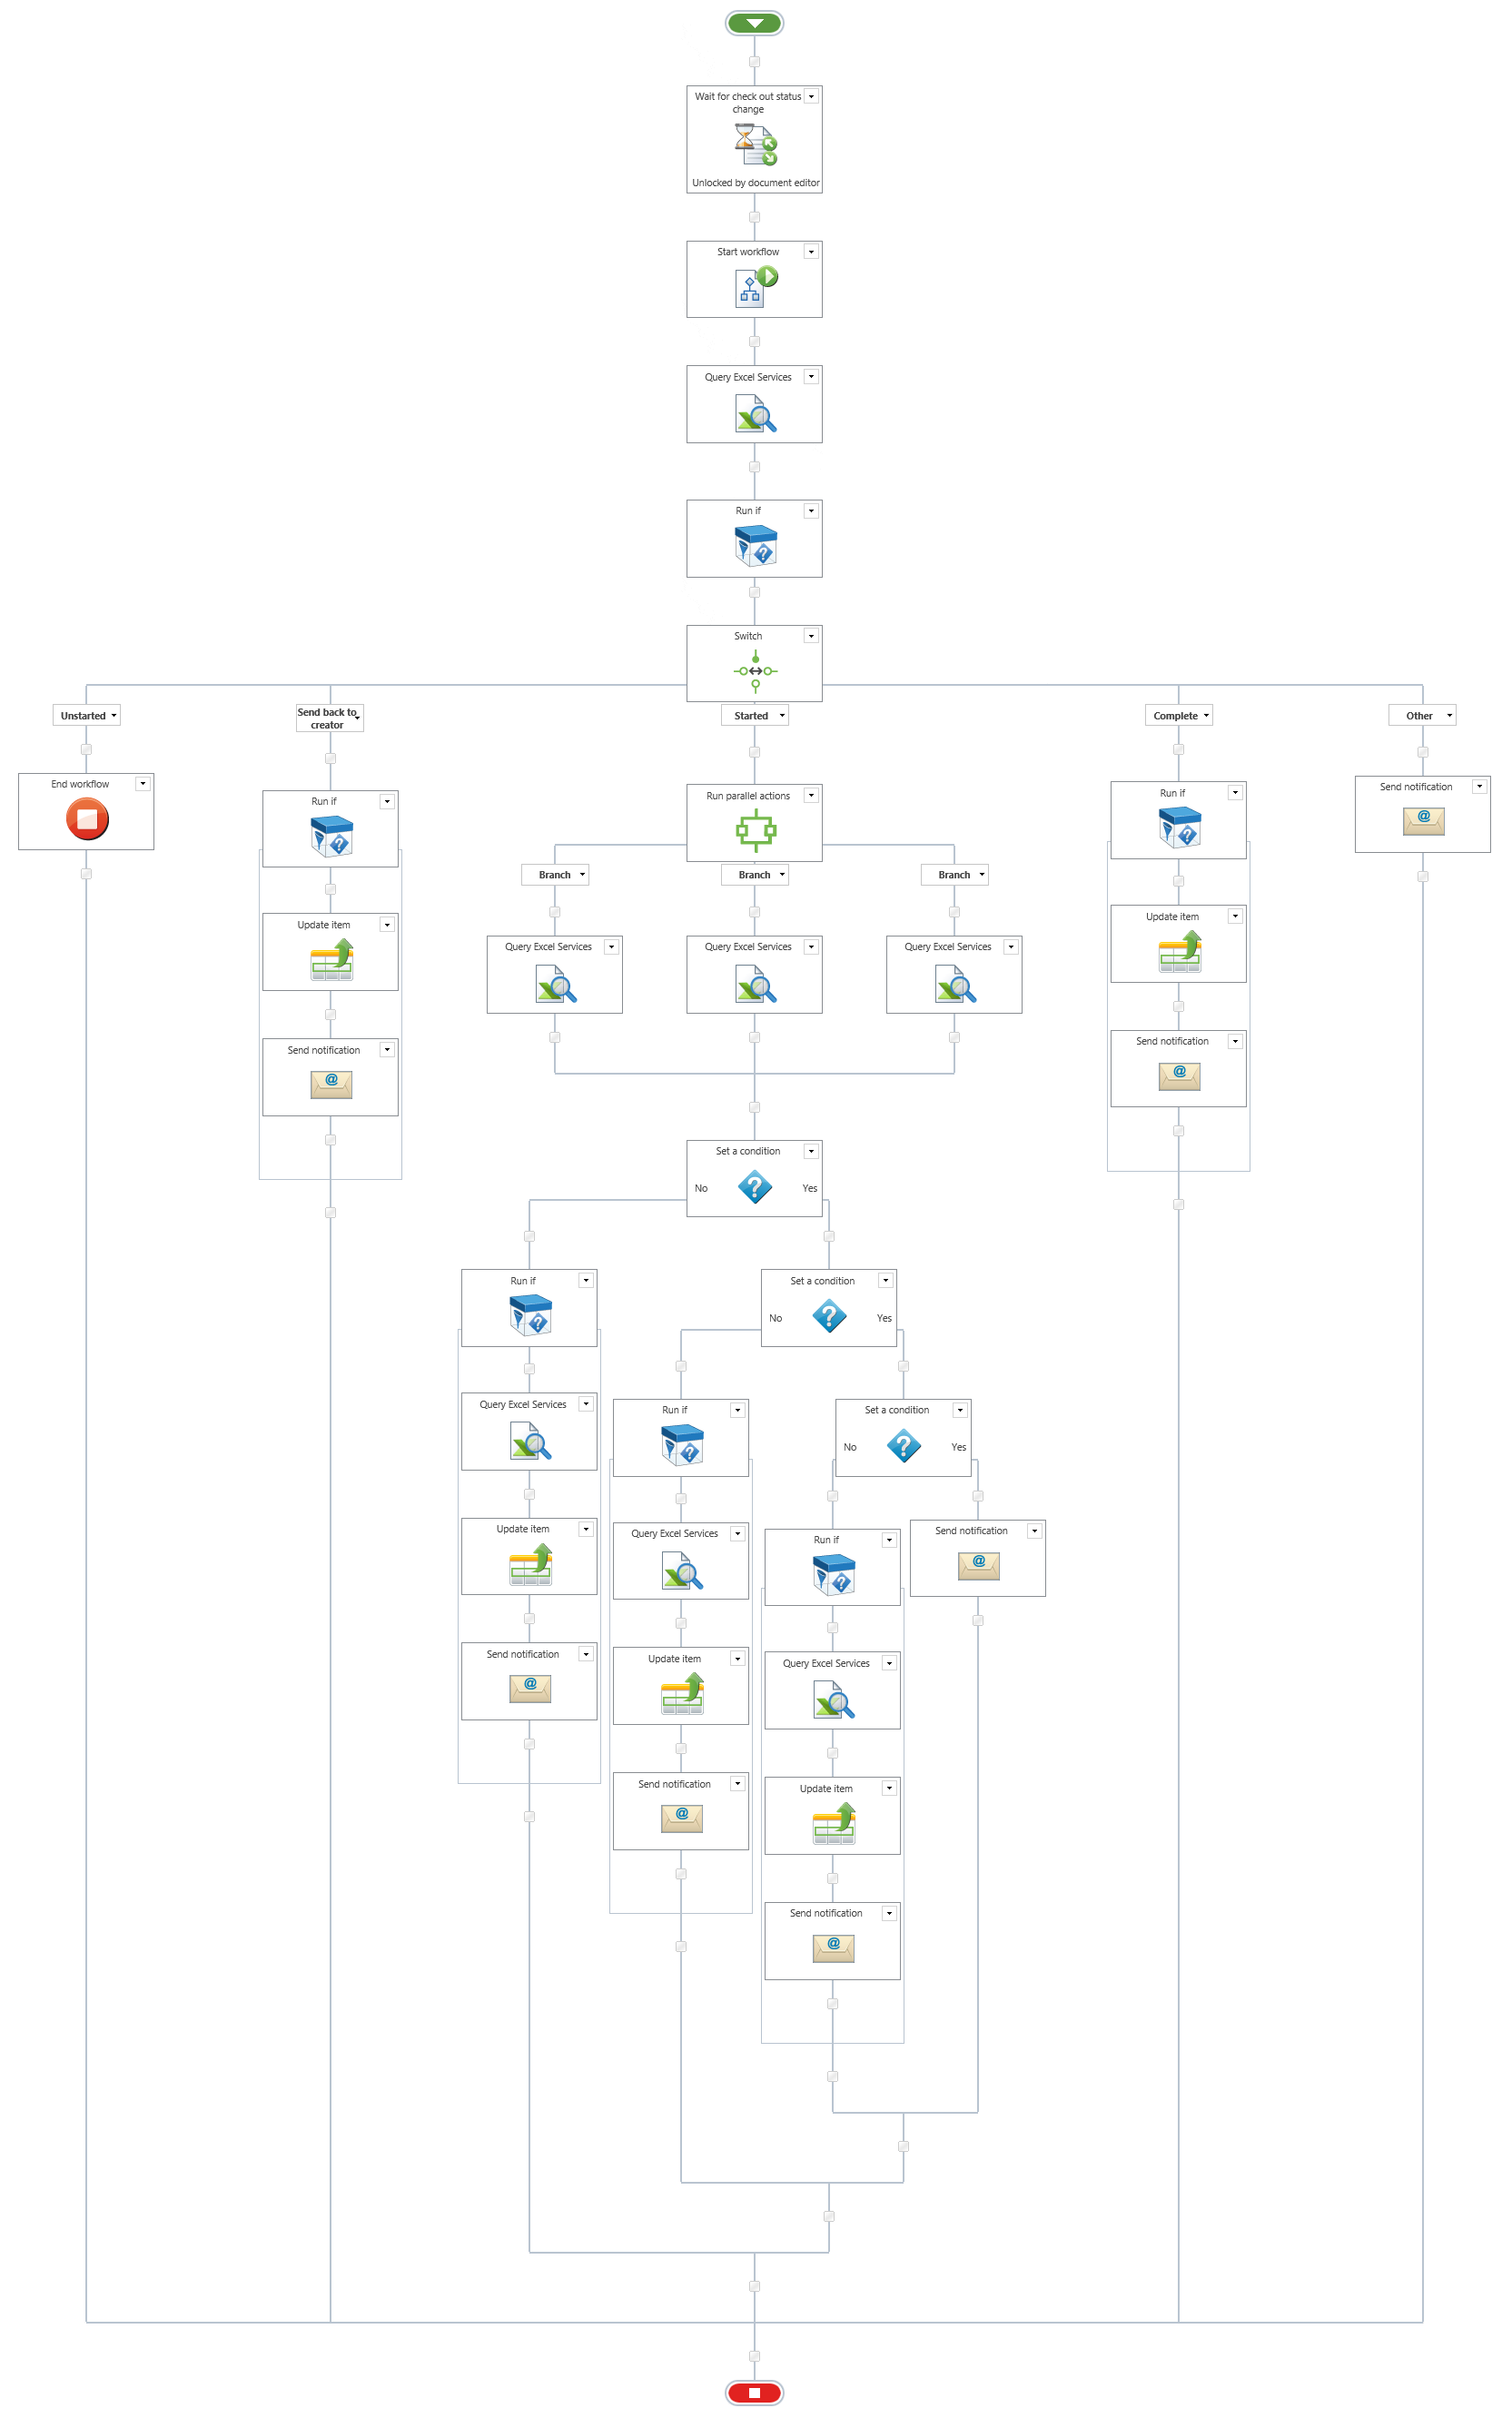 Wait for check out status
change
Unlocked by document editor
Start workflow
Query Excel Services
Run if
Switch
Unstarted
Send back to
creator
Started
Complete
Other
End workflow
Run if
Run parallel actions
Run if
Send notification
Branch
Branch
Branch
Update item
Query Excel Services
Query Excel Services
Query Excel Services
Update item
Send notification
Send notification
Set a condition
No
Yes
Run if
Set a condition
No
Yes
Query Excel Services
Run if
Set a condition
No
Yes
Update item
Query Excel Services
Run if
Send notification
Send notification
Update item
Query Excel Services
Send notification
Update item
Send notification